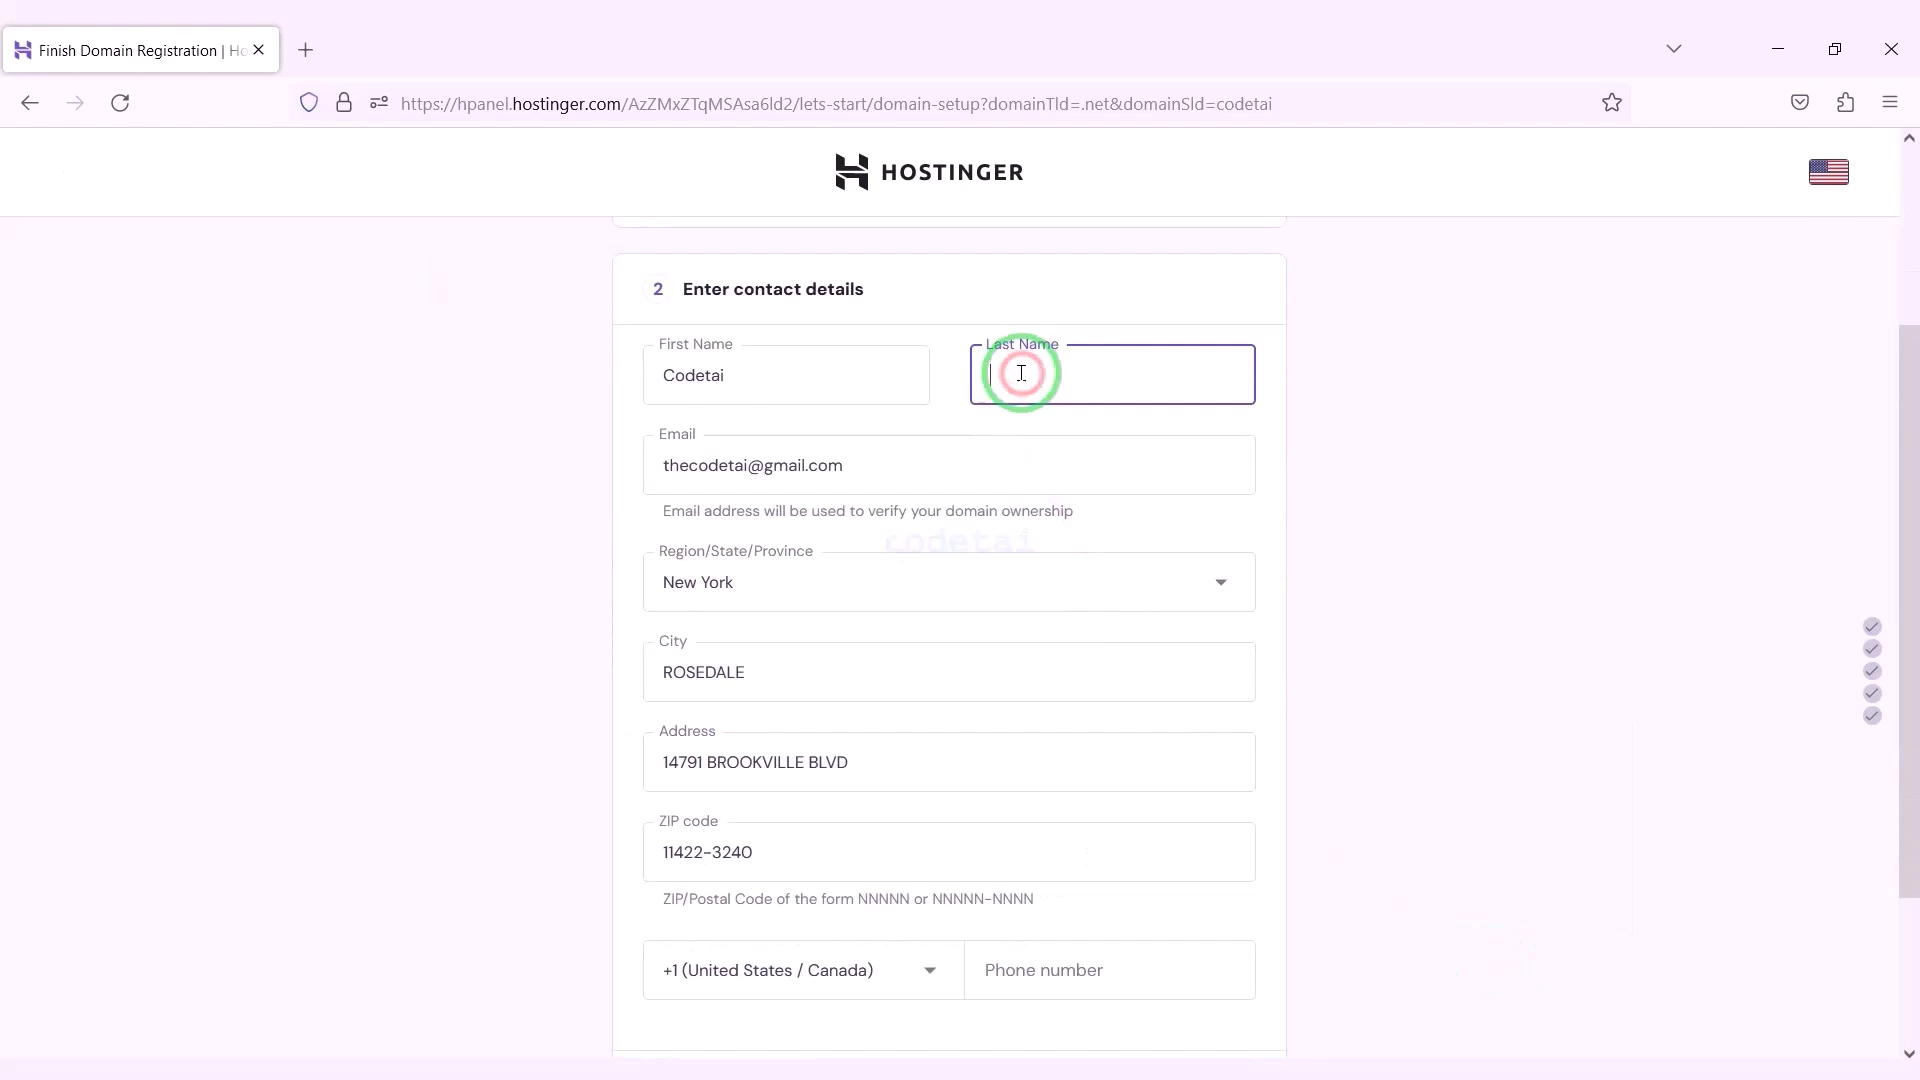 Finish Domain Registration | Ho
https://hpanel.hostinger.com/AzZMxZTqMSAsa6ld2/lets-start/domain-setup?domainTld=.net&domainSld=codetai
HOSTINGER
2 Enter contact details
First Name
Last Name
Codetai
Email
thecodetai@gmail.com
Email address will be used to verify your domain ownership
codetai
Region/State/Province
New York
City
ROSEDALE
Address
14791 BROOKVILLE BLVD
ZIP code
11422-3240
ZIP/Postal Code of the form NNNNN or NNNNN-NNNN
+1 (United States / Canada)
Phone number